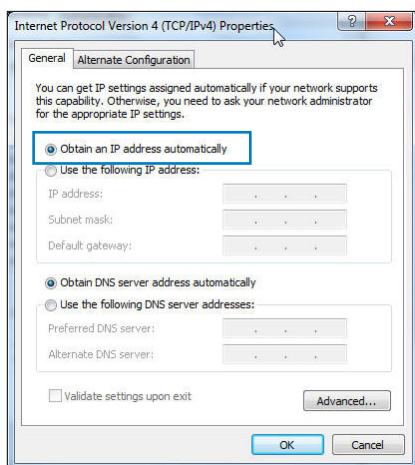 Internet Protocol Version 4 (TCP/IPv4) Properties
General
Alternate Configuration
You can get IP settings assigned automatically if your network supports
this capability. Otherwise, you need to ask your network administrator
for the appropriate IP settings.
Obtain an IP address automatically
Use the following IP address:
IP address:
Subnet mask:
Default gateway:
Obtain DNS server address automatically
Use the following DNS server addresses:
Preferred DNS server:
Alternate DNS server:
Validate settings upon exit
Advanced...
OK
Cancel